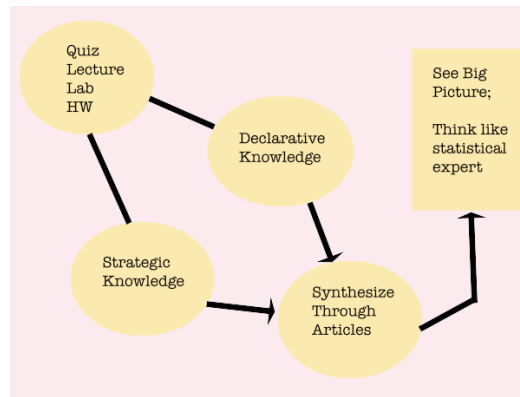 Quiz
Lecture
Lab
HW
Declarative
Knowledge
Strategic
Knowledge
Synthesize
Through
Articles
See Big
Picture;
Think like
statistical
expert